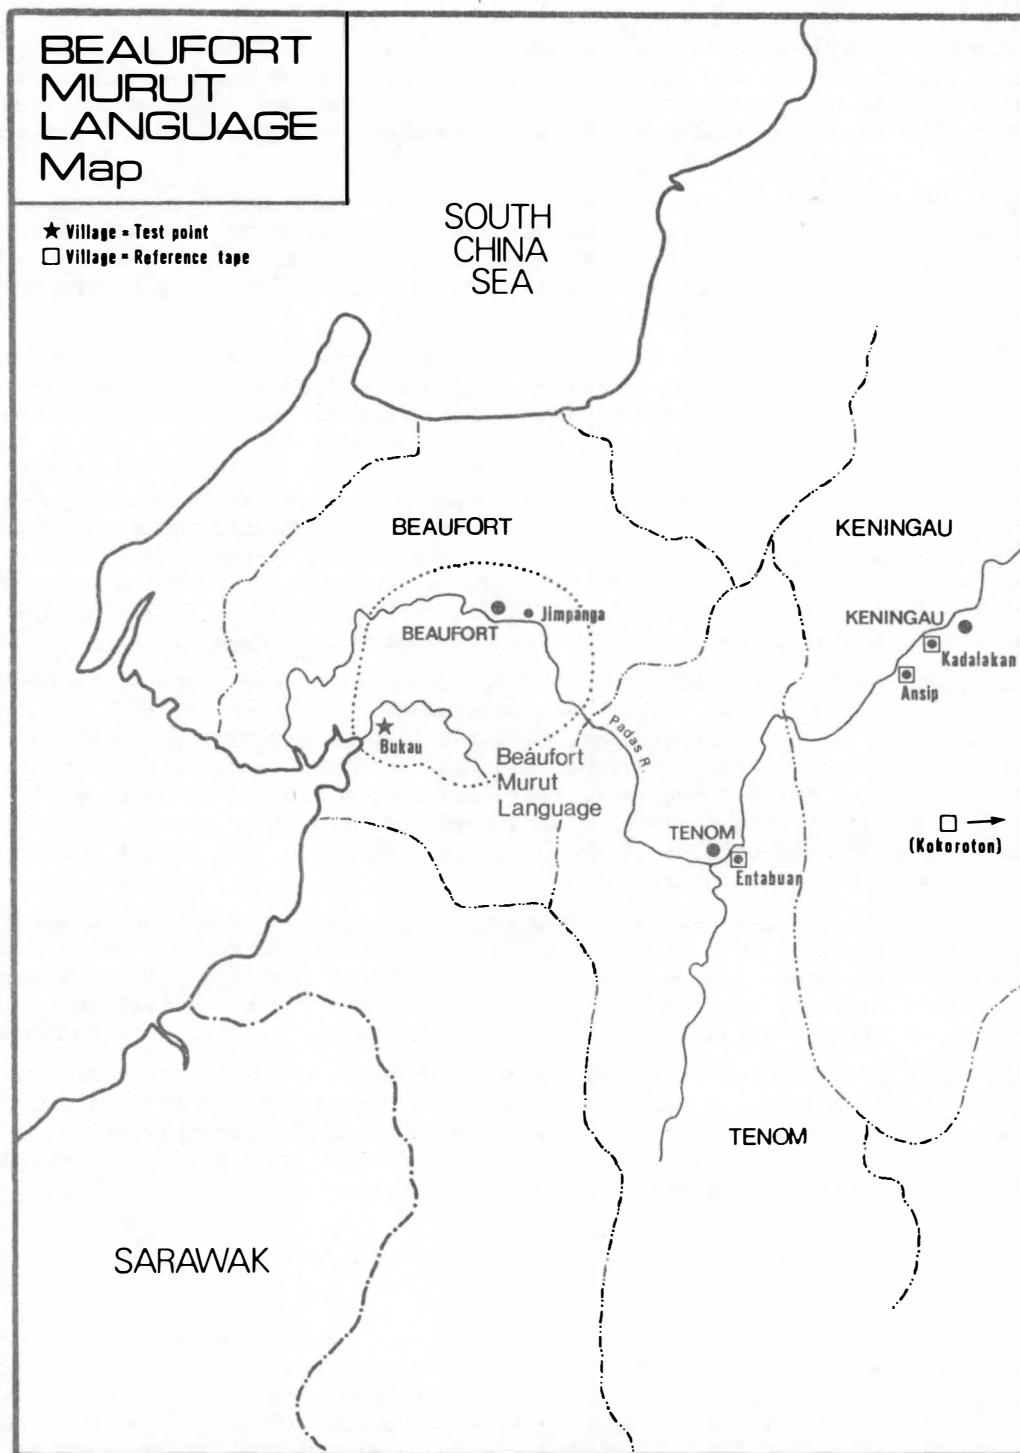 BEAUFORT
MURUT
LANGUAGE
Map
★ Village = Test point
□ Village = Reference tape
SOUTH
CHINA
SEA
BEAUFORT
KENINGAU
KENINGAU
Jimpanga
BEAUFORT
Kadalakan
Ansip
Padas R.
Bukau
Beaufort
Murut
Language
TENOM
(Kokoroton)
Entabuan
TENOM
SARAWAK